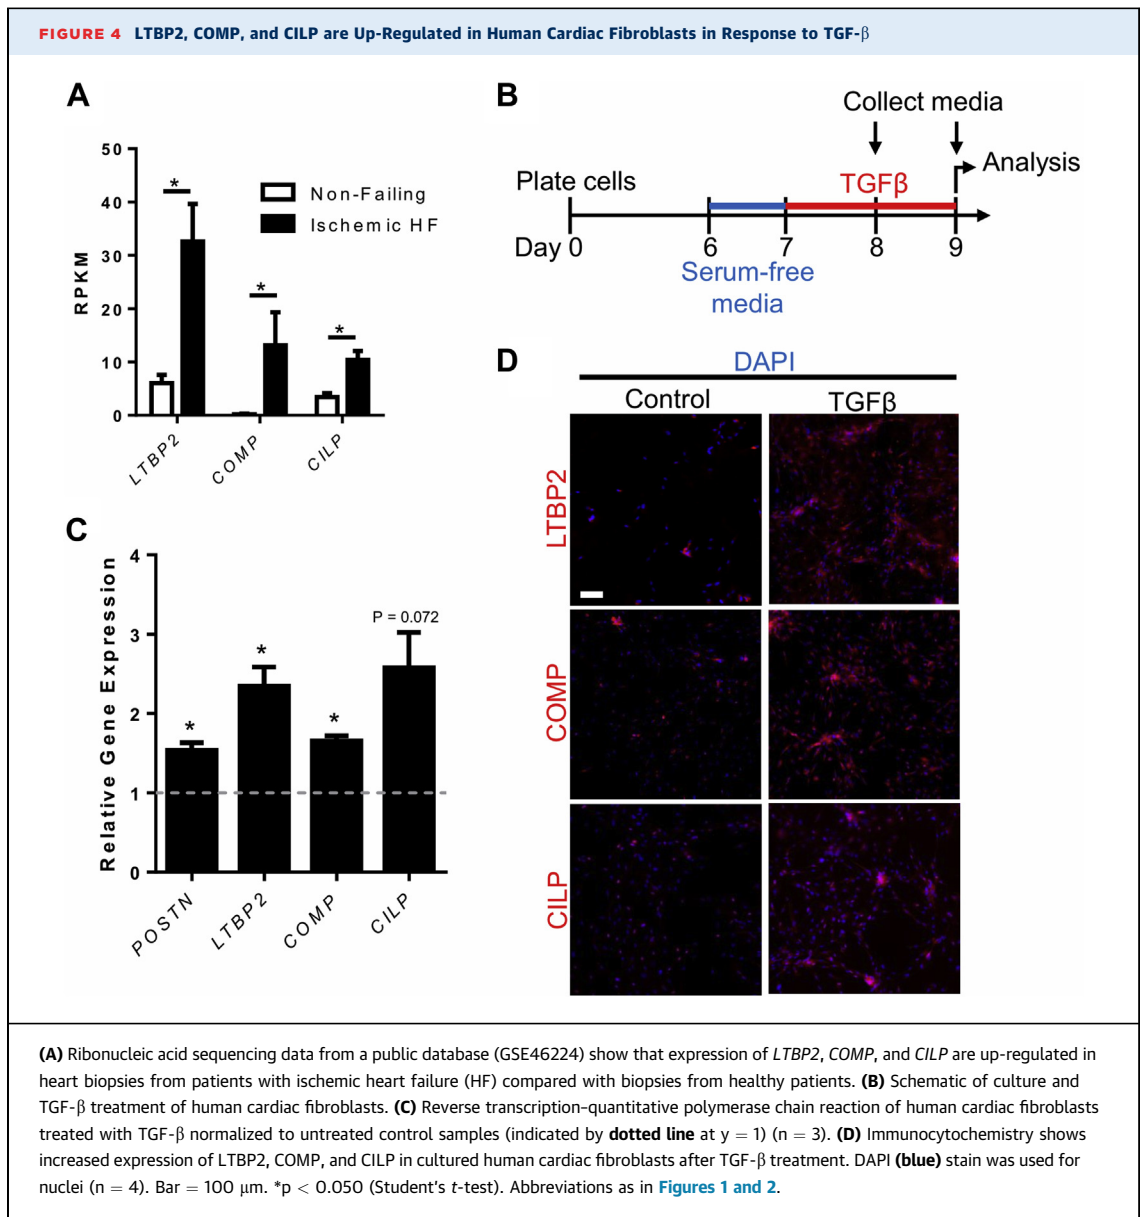 FIGURE 4 LTBP2, COMP, and CILP are Up-Regulated in Human Cardiac Fibroblasts in Response to TGF-β
A
50
40
30
20
10
0
RPKM
*
*
*
Non-Failing
Ischemic HF
LTBP2
COMP
CILP
B
Collect media
Analysis
Plate cells
TGFβ
Day 0
6
7
8
9
Serum-free
media
C
4
3
2
1
0
Relative Gene Expression
*
*
*
P = 0.072
POSTN
LTBP2
COMP
CILP
D
DAPI
Control
TGFβ
LTBP2
COMP
CILP
(A) Ribonucleic acid sequencing data from a public database (GSE46224) show that expression of LTBP2, COMP, and CILP are up-regulated in
heart biopsies from patients with ischemic heart failure (HF) compared with biopsies from healthy patients. (B) Schematic of culture and
TGF-β treatment of human cardiac fibroblasts. (C) Reverse transcription–quantitative polymerase chain reaction of human cardiac fibroblasts
treated with TGF-β normalized to untreated control samples (indicated by dotted line at y = 1) (n = 3). (D) Immunocytochemistry shows
increased expression of LTBP2, COMP, and CILP in cultured human cardiac fibroblasts after TGF-β treatment. DAPI (blue) stain was used for
nuclei (n = 4). Bar = 100 μm. *p < 0.050 (Student's t-test). Abbreviations as in Figures 1 and 2.